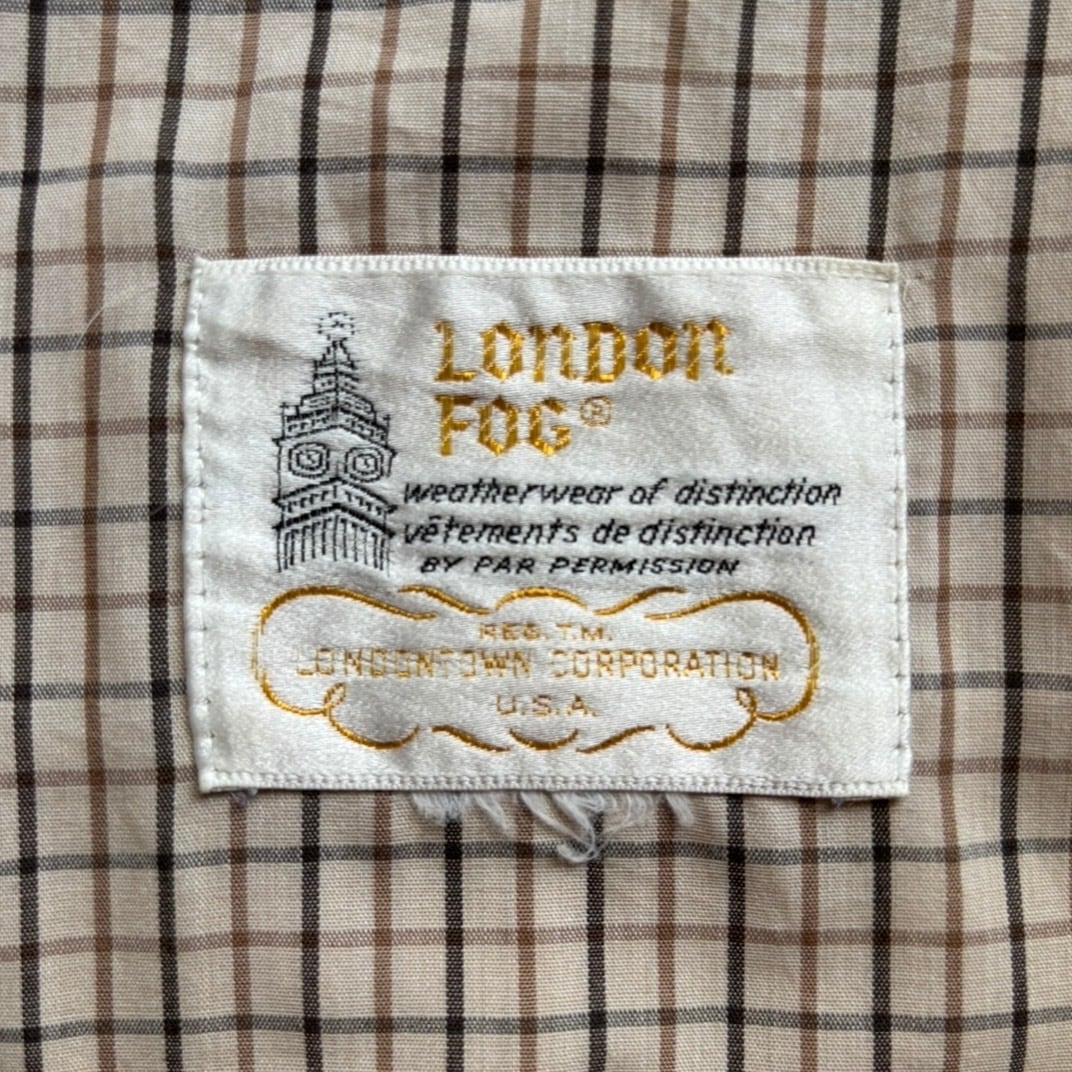 LONDON
FOG®
weatherwear of distinction
vêtements de distinction
BY PAR PERMISSION
REG. T.M.
LONDONTOWN CORPORATION
U.S.A.